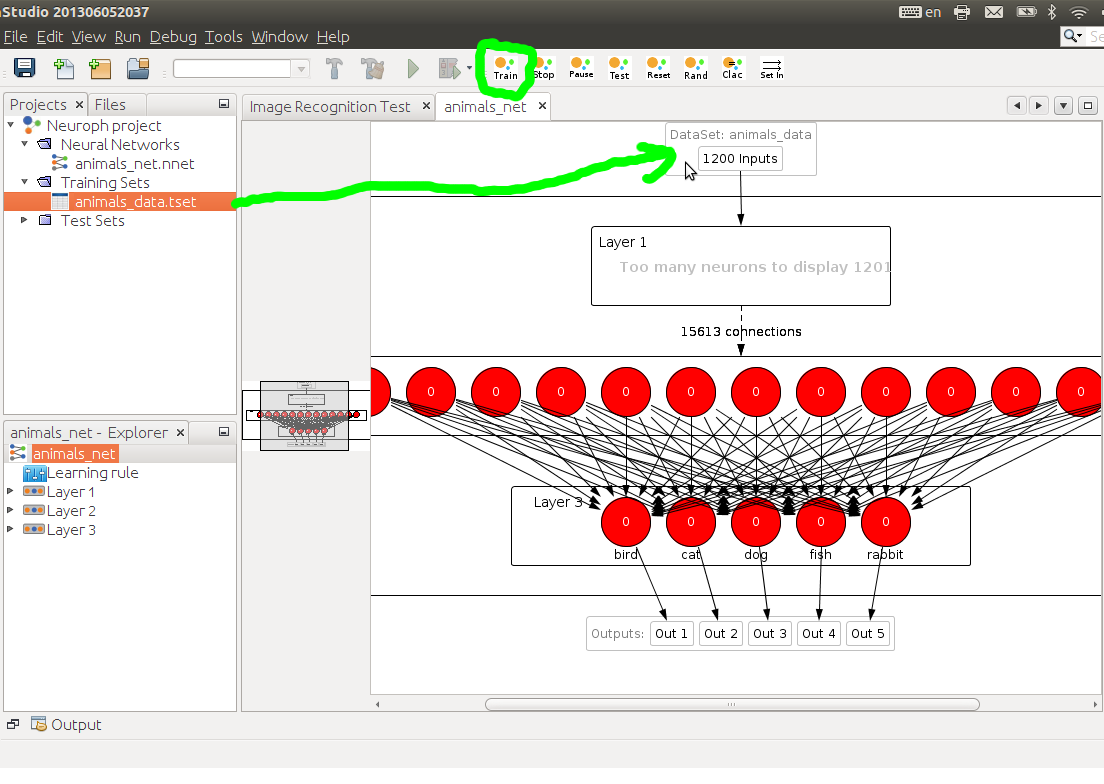 Studio 201306052037
en
File Edit View Run Debug Tools Window Help
Se
Train Stop Pause Test Reset Rand Clac Set In
Projects Files
Image Recognition Test animals_net
Neuroph project
Neural Networks
animals_net.nnet
Training Sets
animals_data.tset
Test Sets
DataSet: animals_data
1200 Inputs
Layer 1
Too many neurons to display 1201
15613 connections
0 0 0 0 0 0 0 0 0 0 0
Layer 3
0 0 0 0 0
bird cat dog fish rabbit
Outputs: Out 1 Out 2 Out 3 Out 4 Out 5
animals_net - Explorer
animals_net
Learning rule
Layer 1
Layer 2
Layer 3
Output